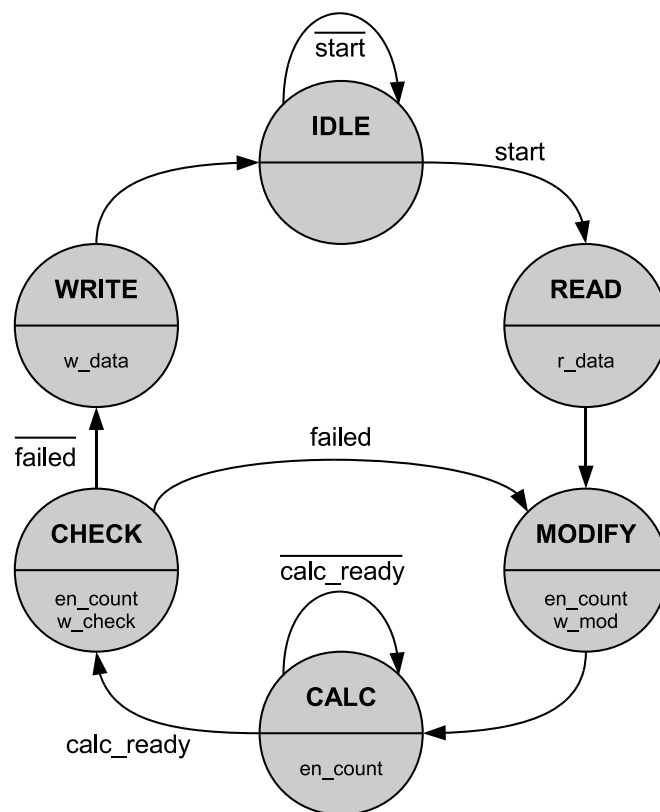 start
IDLE
start
WRITE
w_data
READ
r_data
failed
failed
CHECK
en_count
w_check
MODIFY
en_count
w_mod
calc_ready
CALC
en_count
calc_ready